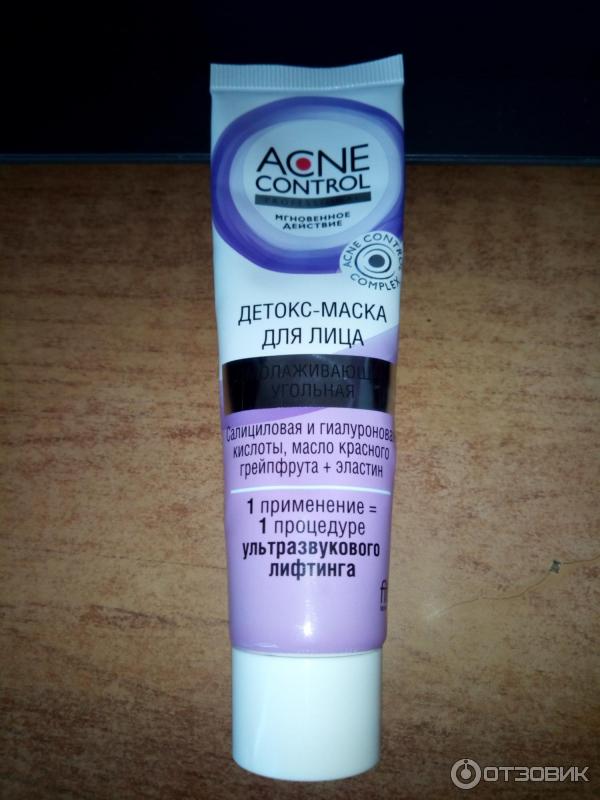 ACNE
CONTROL
PROFESSIONAL
МГНОВЕННОЕ
ДЕЙСТВИЕ
ACNE CONTROL
COMPLEX
ДЕТОКС-МАСКА
ДЛЯ ЛИЦА
УГОЛЬНАЯ
Салициловая и гиалуронова
кислоты, масло красного
грейпфрута + эластин
1 применение =
1 процедуре
ультразвукового
лифтинга
ОТЗОВИК